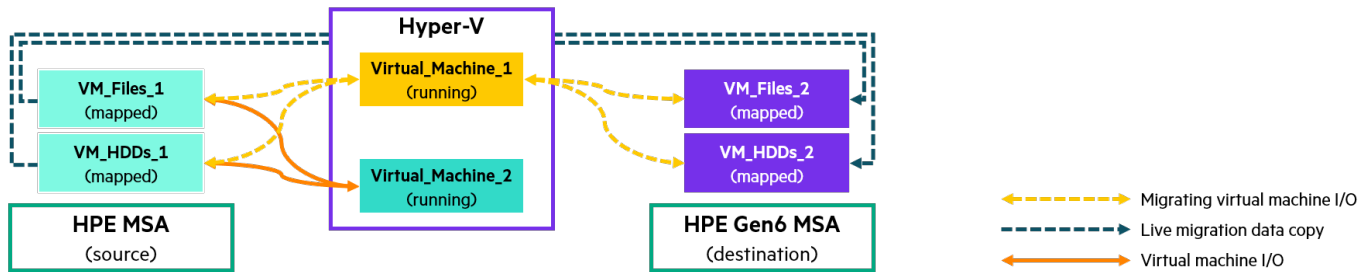 Hyper-V
VM_Files_1
(mapped)
VM_HDDs_1
(mapped)
HPE MSA
(source)
Virtual_Machine_1
(running)
Virtual_Machine_2
(running)
VM_Files_2
(mapped)
VM_HDDs_2
(mapped)
HPE Gen6 MSA
(destination)
Migrating virtual machine I/O
Live migration data copy
Virtual machine I/O